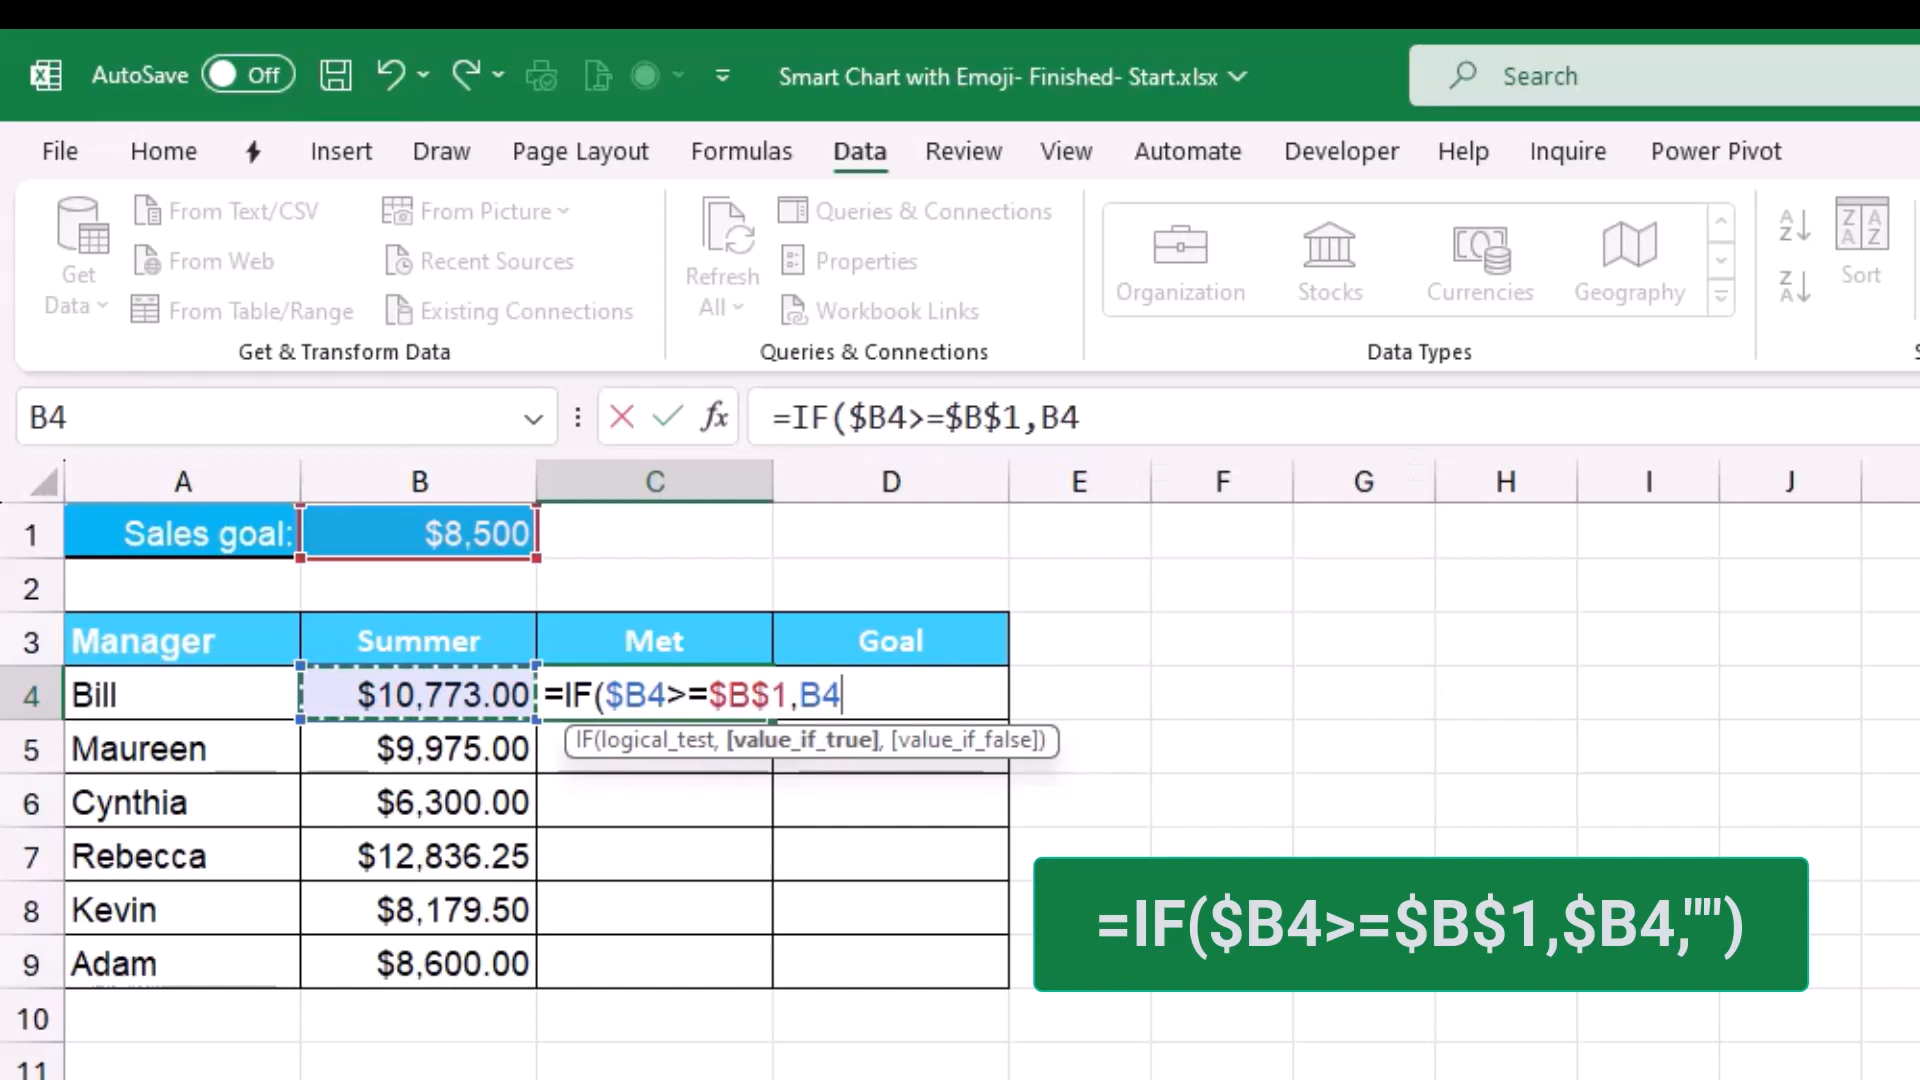 AutoSave Off Smart Chart with Emoji- Finished- Start.xlsx Search
File Home Insert Draw Page Layout Formulas Data Review View Automate Developer Help Inquire Power Pivot
Get Data
From Text/CSV
From Web
From Table/Range
From Picture
Recent Sources
Existing Connections
Get & Transform Data
Refresh All
Queries & Connections
Properties
Workbook Links
Queries & Connections
Organization Stocks Currencies Geography
Data Types
Sort
B4 fx =IF($B4>=$B$1,B4
A B C D E F G H I J
1 Sales goal: $8,500
2
3 Manager Summer Met Goal
4 Bill $10,773.00 =IF($B4>=$B$1,B4
IF(logical_test, [value_if_true], [value_if_false])
5 Maureen $9,975.00
6 Cynthia $6,300.00
7 Rebecca $12,836.25
8 Kevin $8,179.50
9 Adam $8,600.00
=IF($B4>=$B$1,$B4,"")
10
11